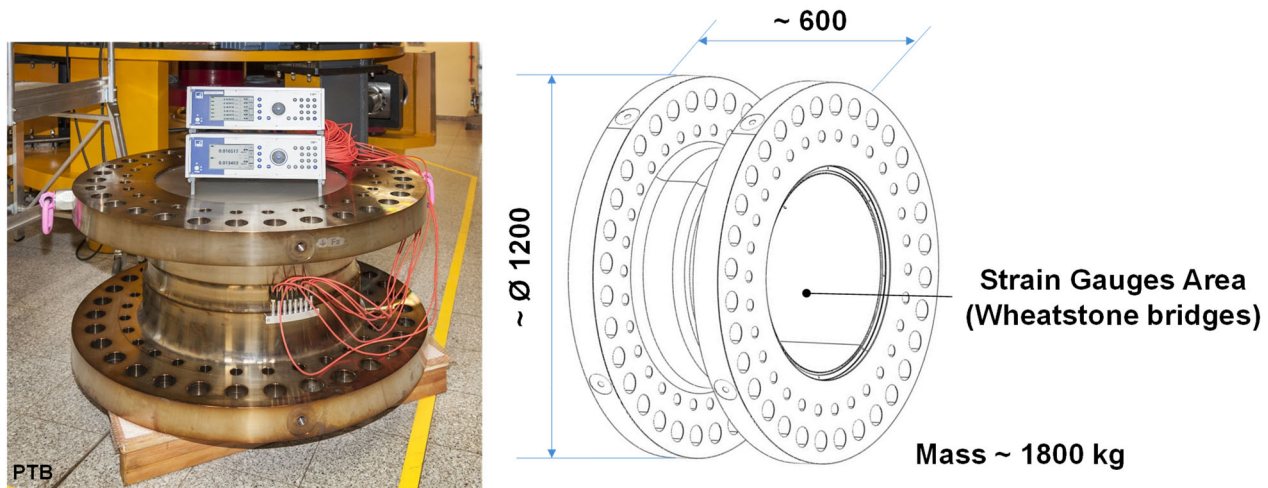 ~ 600
~ Ø 1200
Strain Gauges Area
(Wheatstone bridges)
Mass ~ 1800 kg
PTB